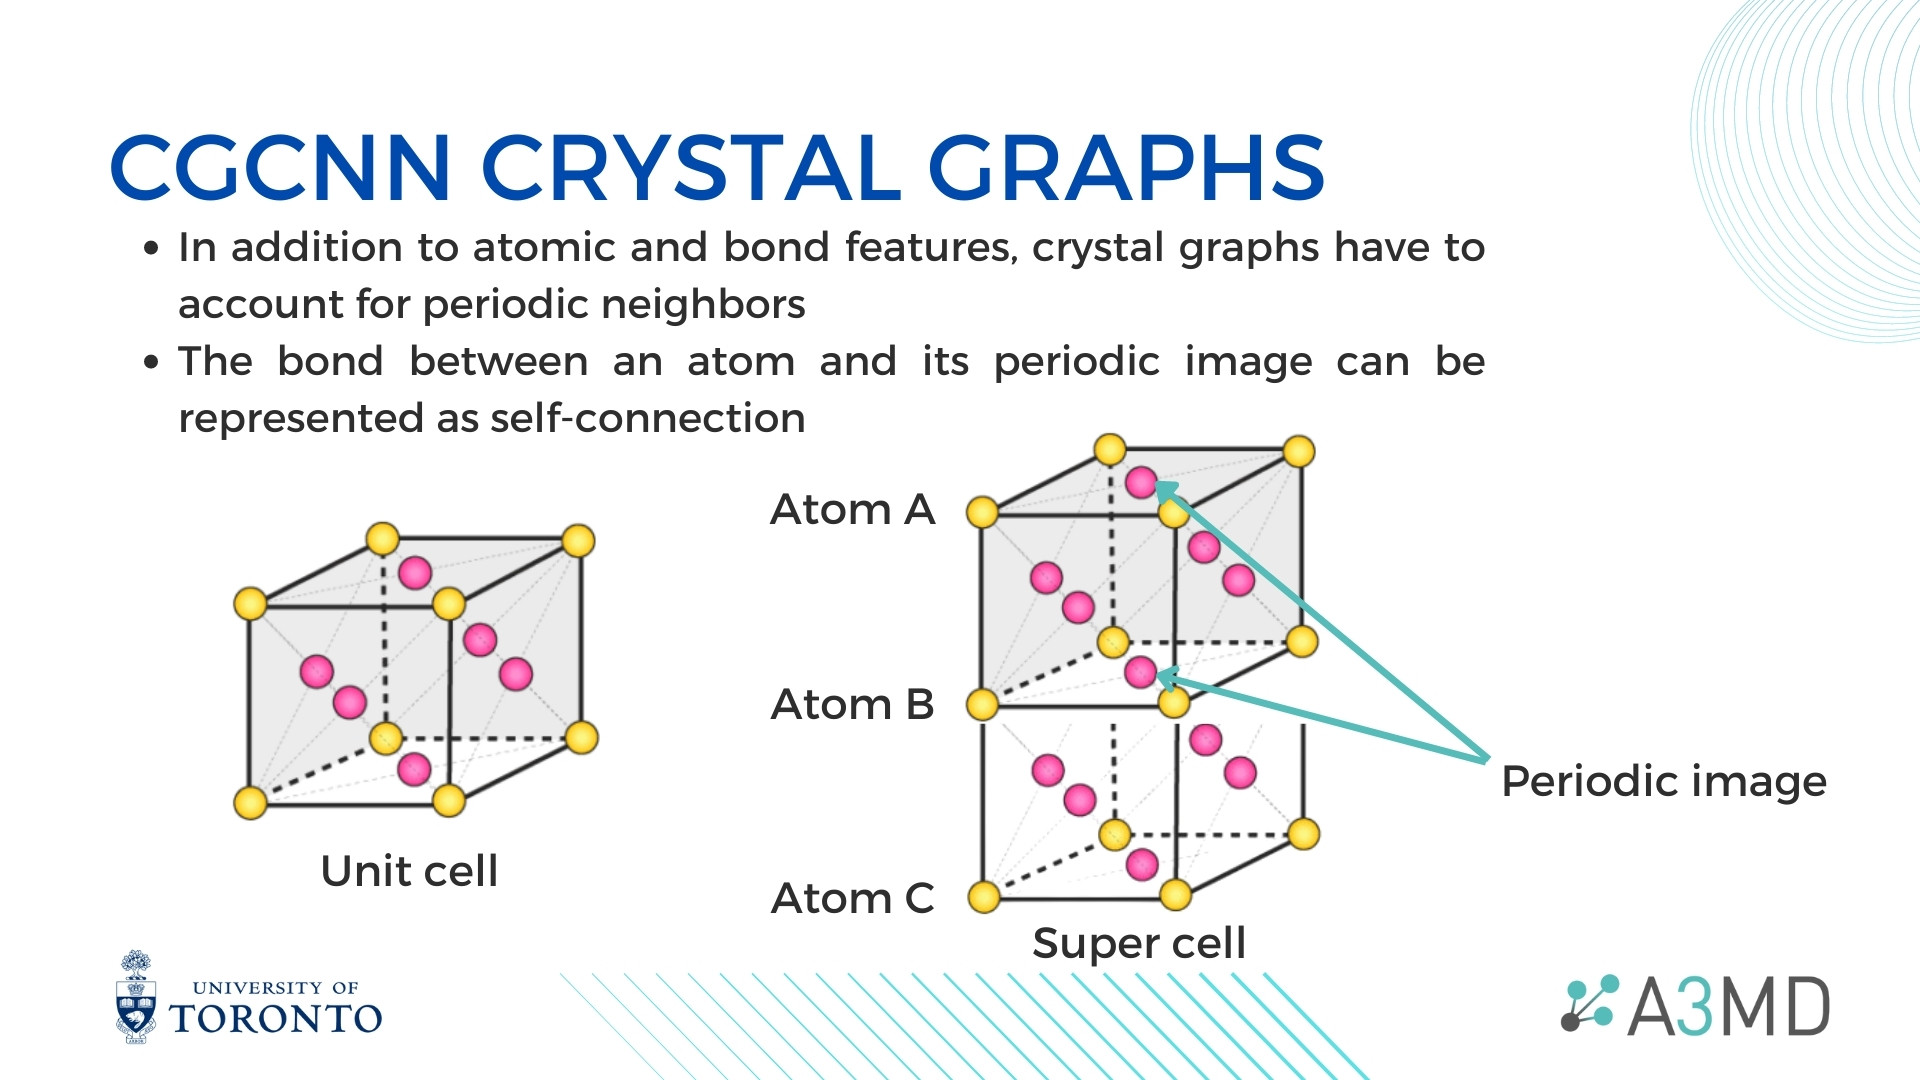 CGCNN CRYSTAL GRAPHS
• In addition to atomic and bond features, crystal graphs have to
account for periodic neighbors
• The bond between an atom and its periodic image can be
represented as self-connection
Atom A
Atom B
Periodic image
Unit cell
Atom C
Super cell
UNIVERSITY OF
TORONTO
A3MD